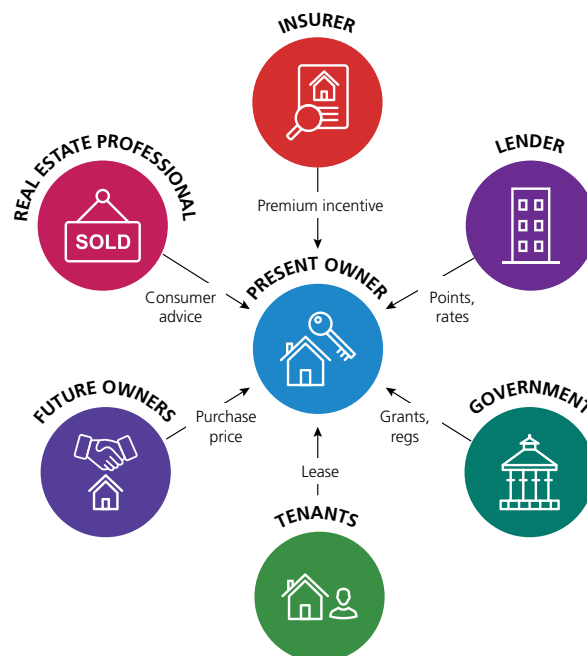 INSURER
REAL ESTATE PROFESSIONAL
LENDER
SOLD
Premium incentive
PRESENT OWNER
Consumer
advice
Points,
rates
FUTURE OWNERS
Purchase
price
GOVERNMENT
Grants,
regs
Lease
TENANTS